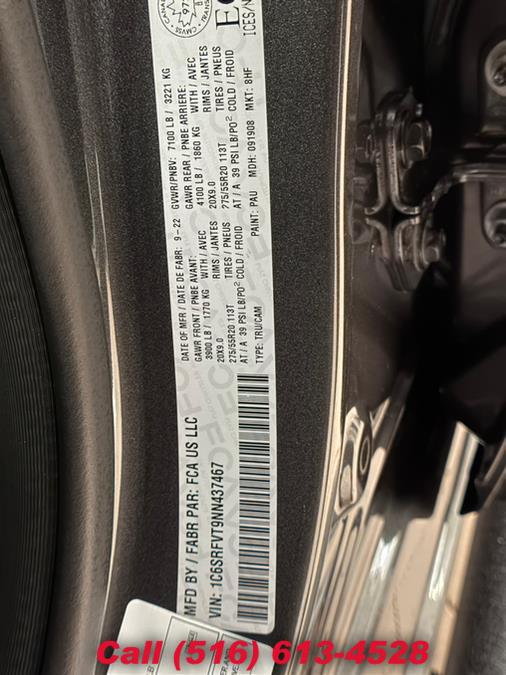 MFD BY / FABR PAR: FCA US LLC
DATE OF MFR / DATE DE FABR: 9-22 GVWR/PNBV: 7100 LB / 3221 KG
GAWR FRONT / PNBE AVANT: GAWR REAR / PNBE ARRIERE:
3900 LB / 1770 KG WITH / AVEC 4100 LB / 1860 KG WITH / AVEC
20X9.0 RIMS / JANTES 20X9.0 RIMS / JANTES
275/55R20 113T TIRES / PNEUS 275/55R20 113T TIRES / PNEUS
AT / A 39 PSI LB/PO² COLD / FROID AT / A 39 PSI LB/PO² COLD / FROID
VIN: 1C6SRFVT9NN437467 TYPE: TRU/CAM PAINT: PAU MDH: 091908 MKT: 8HF
CMVSS
Call (516) 613-4528